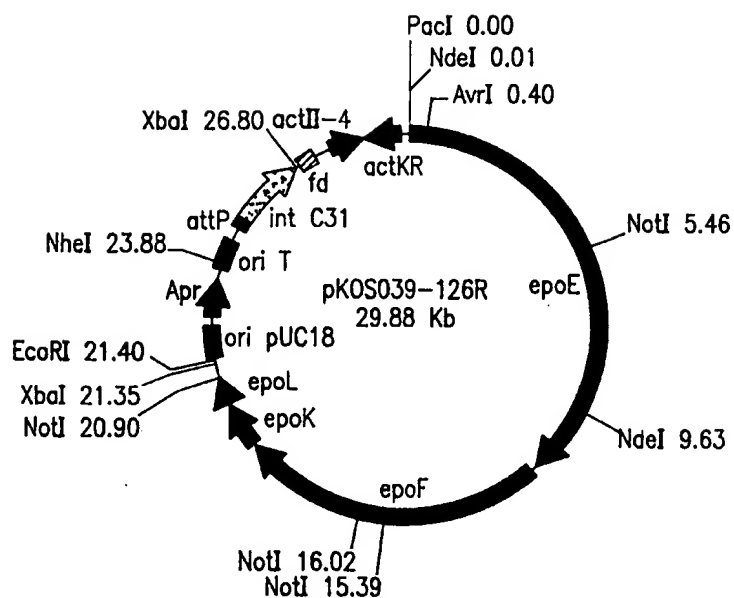 PacI 0.00
NdeI 0.01
AvrI 0.40
XbaI 26.80
actII-4
actKR
fd
attP
int C31
NheI 23.88
ori T
NotI 5.46
pKOS039-126R
29.88 Kb
epoE
Apr
ori pUC18
EcoRI 21.40
XbaI 21.35
NotI 20.90
epoL
epoK
NdeI 9.63
epoF
NotI 16.02
NotI 15.39